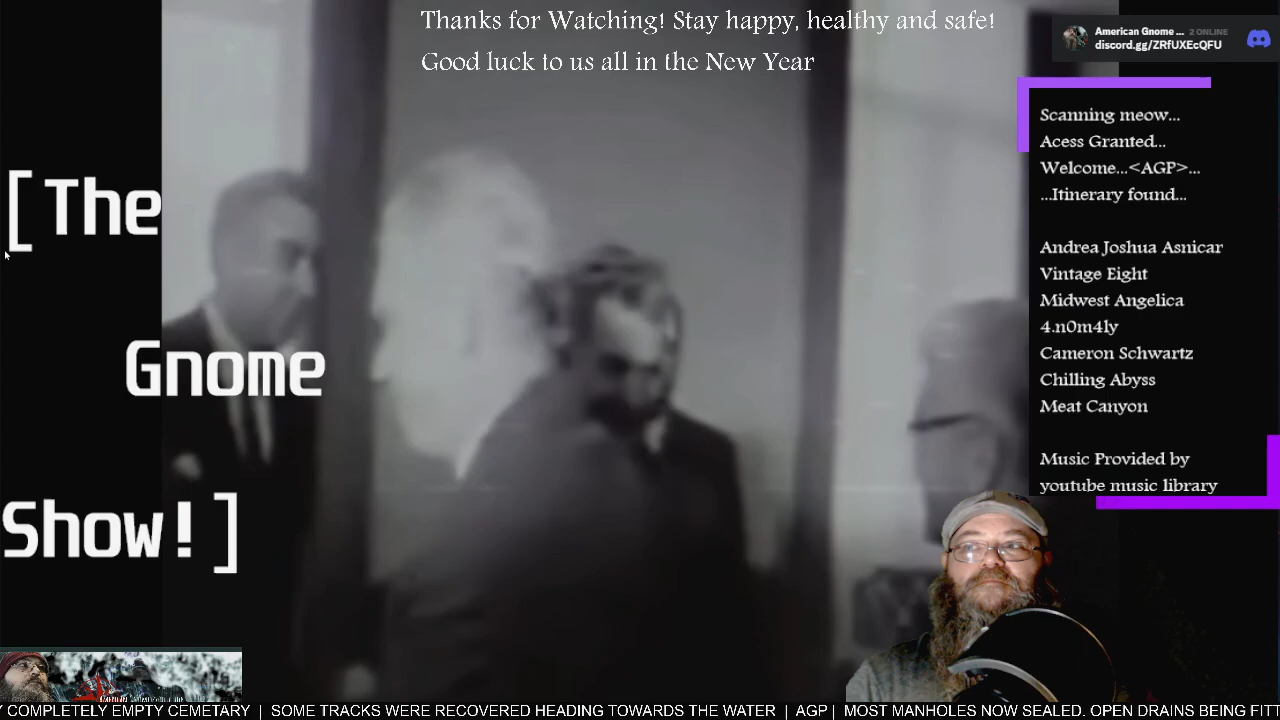 Thanks for Watching! Stay happy, healthy and safe!
Good luck to us all in the New Year
American Gnome ... 2 ONLINE
discord.gg/ZRfUXEcQFU
Scanning meow...
Acess Granted...
Welcome...<AGP>...
...Itinerary found...
Andrea Joshua Asnicar
Vintage Eight
Midwest Angelica
4.n0m4ly
Cameron Schwartz
Chilling Abyss
Meat Canyon
Music Provided by
youtube music library
[The
Gnome
Show!]
Y COMPLETELY EMPTY CEMETARY | SOME TRACKS WERE RECOVERED HEADING TOWARDS THE WATER | AGP | MOST MANHOLES NOW SEALED. OPEN DRAINS BEING FITT